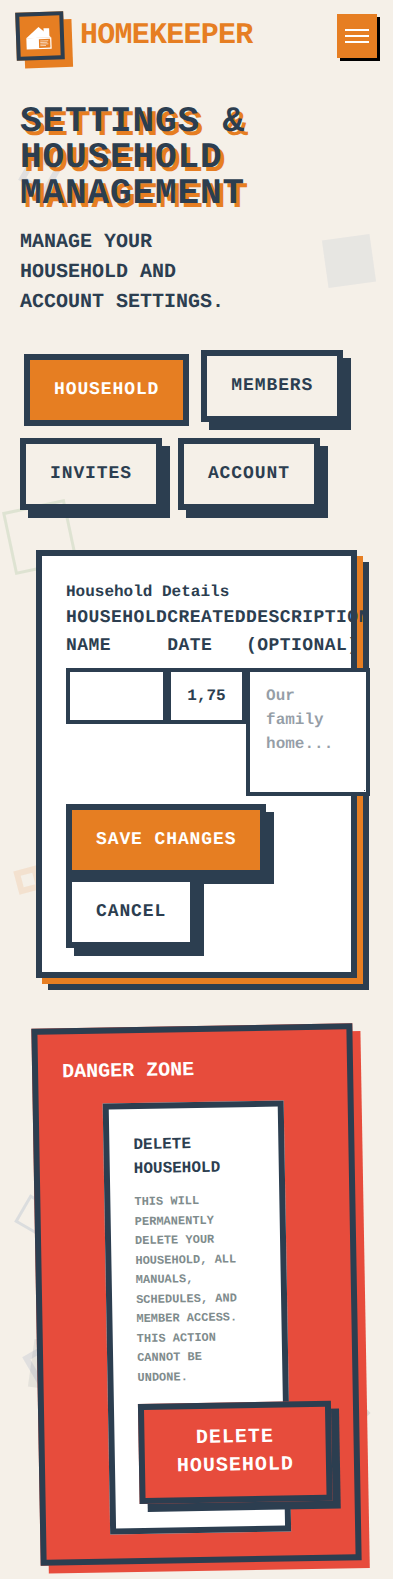 HOMEKEEPER
SETTINGS &
HOUSEHOLD
MANAGEMENT
MANAGE YOUR
HOUSEHOLD AND
ACCOUNT SETTINGS.
HOUSEHOLD
MEMBERS
INVITES
ACCOUNT
Household Details
HOUSEHOLD CREATED DESCRIPTION
NAME DATE (OPTIONAL)
1,75
Our
family
home...
SAVE CHANGES
CANCEL
DANGER ZONE
DELETE
HOUSEHOLD
THIS WILL
PERMANENTLY
DELETE YOUR
HOUSEHOLD, ALL
MANUALS,
SCHEDULES, AND
MEMBER ACCESS.
THIS ACTION
CANNOT BE
UNDONE.
DELETE
HOUSEHOLD